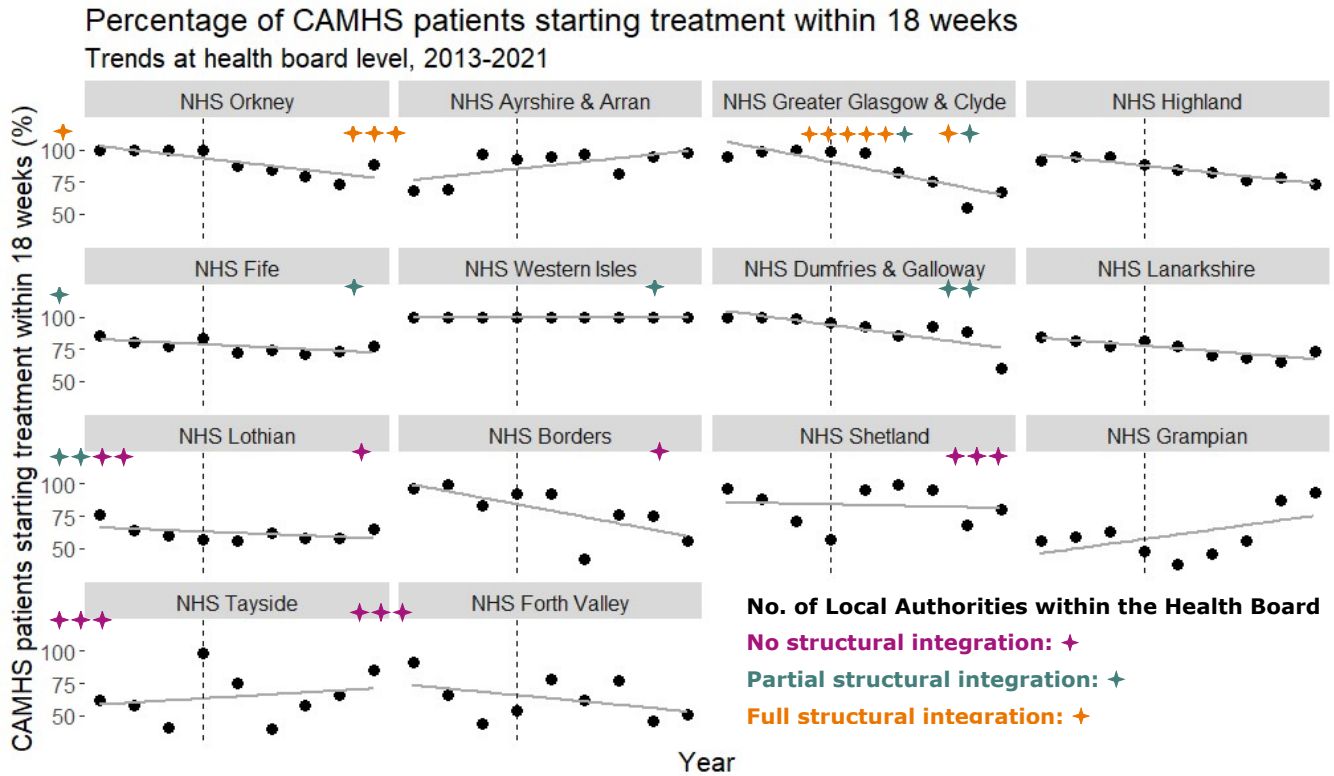 Percentage of CAMHS patients starting treatment within 18 weeks
Trends at health board level, 2013-2021
CAMHS patients starting treatment within 18 weeks (%)
NHS Orkney
NHS Ayrshire & Arran
NHS Greater Glasgow & Clyde
NHS Highland
100
75
50
NHS Fife
NHS Western Isles
NHS Dumfries & Galloway
NHS Lanarkshire
100
75
50
NHS Lothian
NHS Borders
NHS Shetland
NHS Grampian
100
75
50
NHS Tayside
NHS Forth Valley
100
75
50
No. of Local Authorities within the Health Board
No structural integration:
Partial structural integration:
Full structural integration:
Year